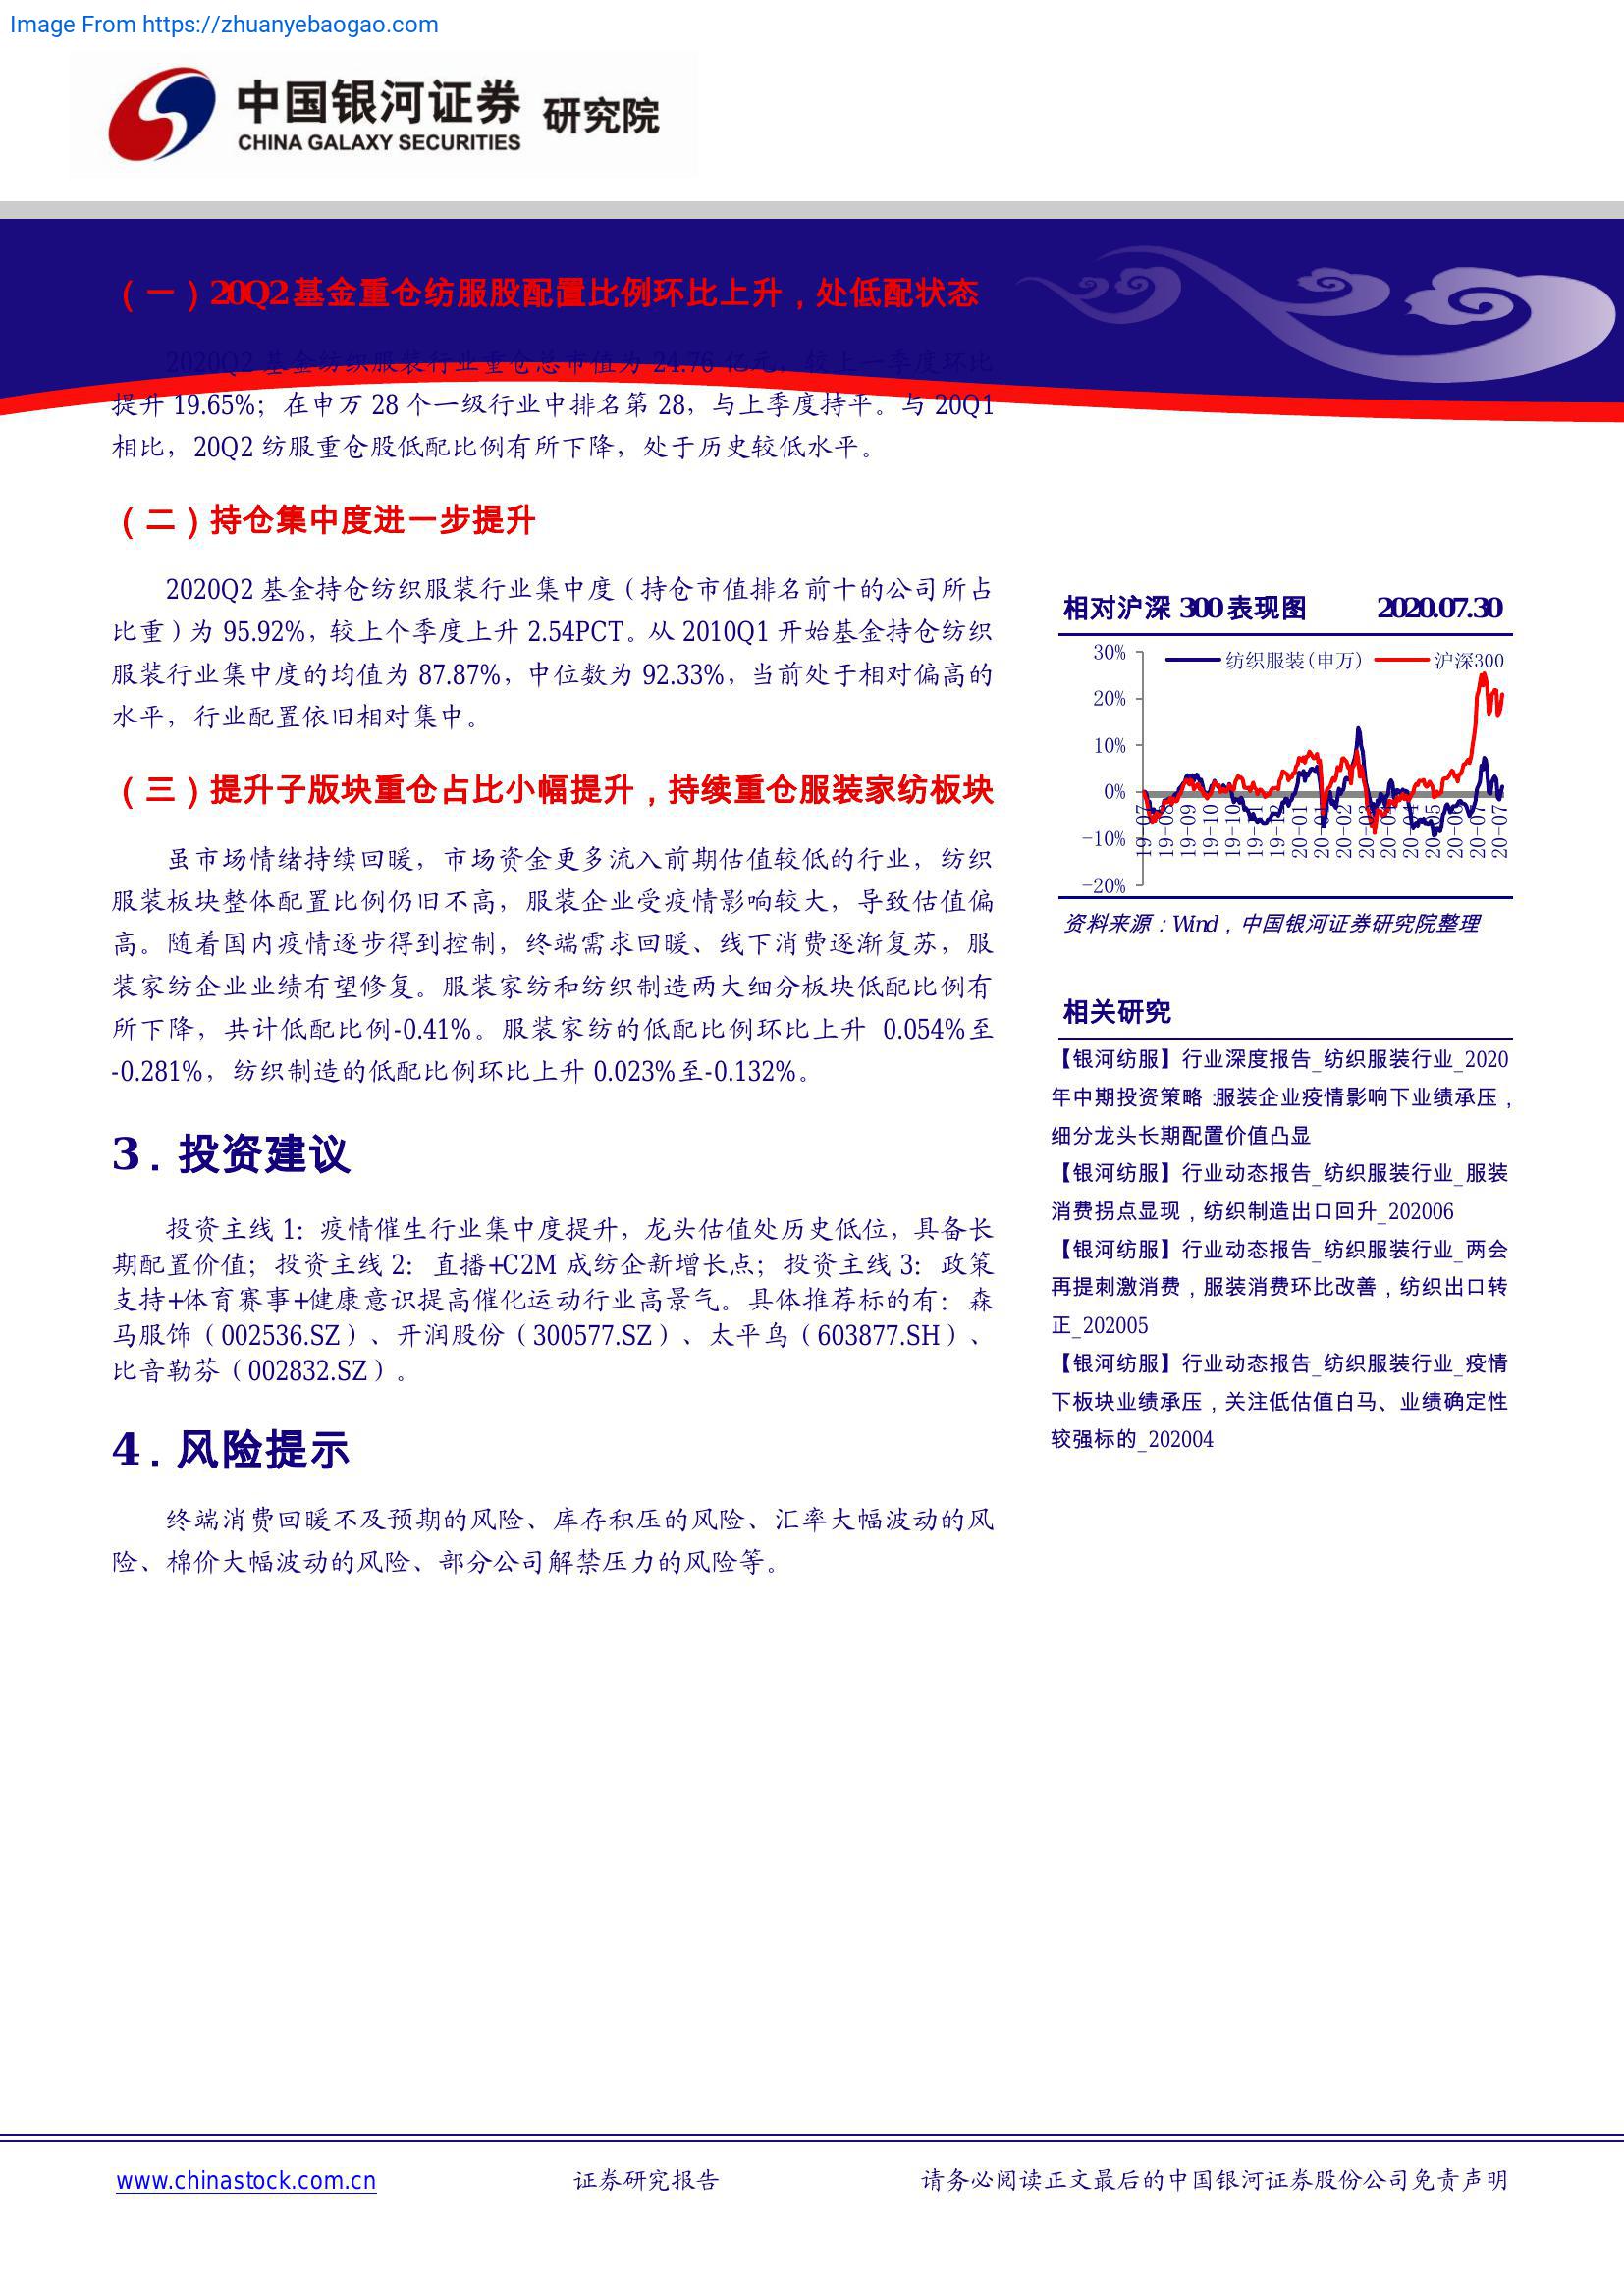 Image From https://zhuanyebaogao.com
中国银河证券 研究院
CHINA GALAXY SECURITIES
（一）20Q2基金重仓纺服股配置比例环比上升，处低配状态
2020Q2 基金纺织服装行业重仓总市值为 24.76 亿元，较上一季度环比
提升 19.65%；在申万 28 个一级行业中排名第 28，与上季度持平。与 20Q1
相比，20Q2 纺服重仓股低配比例有所下降，处于历史较低水平。
（二）持仓集中度进一步提升
2020Q2 基金持仓纺织服装行业集中度（持仓市值排名前十的公司所占
比重）为 95.92%，较上个季度上升 2.54PCT。从 2010Q1 开始基金持仓纺织
服装行业集中度的均值为 87.87%，中位数为 92.33%，当前处于相对偏高的
水平，行业配置依旧相对集中。
（三）提升子版块重仓占比小幅提升，持续重仓服装家纺板块
虽市场情绪持续回暖，市场资金更多流入前期估值较低的行业，纺织
服装板块整体配置比例仍旧不高，服装企业受疫情影响较大，导致估值偏
高。随着国内疫情逐步得到控制，终端需求回暖、线下消费逐渐复苏，服
装家纺企业业绩有望修复。服装家纺和纺织制造两大细分板块低配比例有
所下降，共计低配比例-0.41%。服装家纺的低配比例环比上升 0.054%至
-0.281%，纺织制造的低配比例环比上升 0.023%至-0.132%。
3．投资建议
投资主线 1：疫情催生行业集中度提升，龙头估值处历史低位，具备长
期配置价值；投资主线 2：直播+C2M 成纺企新增长点；投资主线 3：政策
支持+体育赛事+健康意识提高催化运动行业高景气。具体推荐标的有：森
马服饰（002536.SZ）、开润股份（300577.SZ）、太平鸟（603877.SH）、
比音勒芬（002832.SZ）。
4．风险提示
终端消费回暖不及预期的风险、库存积压的风险、汇率大幅波动的风
险、棉价大幅波动的风险、部分公司解禁压力的风险等。
相对沪深 300 表现图 2020.07.30
纺织服装(申万) 沪深300
30%
20%
10%
0%
-10%
-20%
19-07 19-08 19-09 19-10 19-10 19-11 19-12 20-01 20-01 20-02 20-03 20-04 20-04 20-05 20-06 20-07 20-07
资料来源：Wind，中国银河证券研究院整理
相关研究
【银河纺服】行业深度报告_纺织服装行业_2020
年中期投资策略：服装企业疫情影响下业绩承压，
细分龙头长期配置价值凸显
【银河纺服】行业动态报告_纺织服装行业_服装
消费拐点显现，纺织制造出口回升_202006
【银河纺服】行业动态报告_纺织服装行业_两会
再提刺激消费，服装消费环比改善，纺织出口转
正_202005
【银河纺服】行业动态报告_纺织服装行业_疫情
下板块业绩承压，关注低估值白马、业绩确定性
较强标的_202004
www.chinastock.com.cn 证券研究报告 请务必阅读正文最后的中国银河证券股份公司免责声明